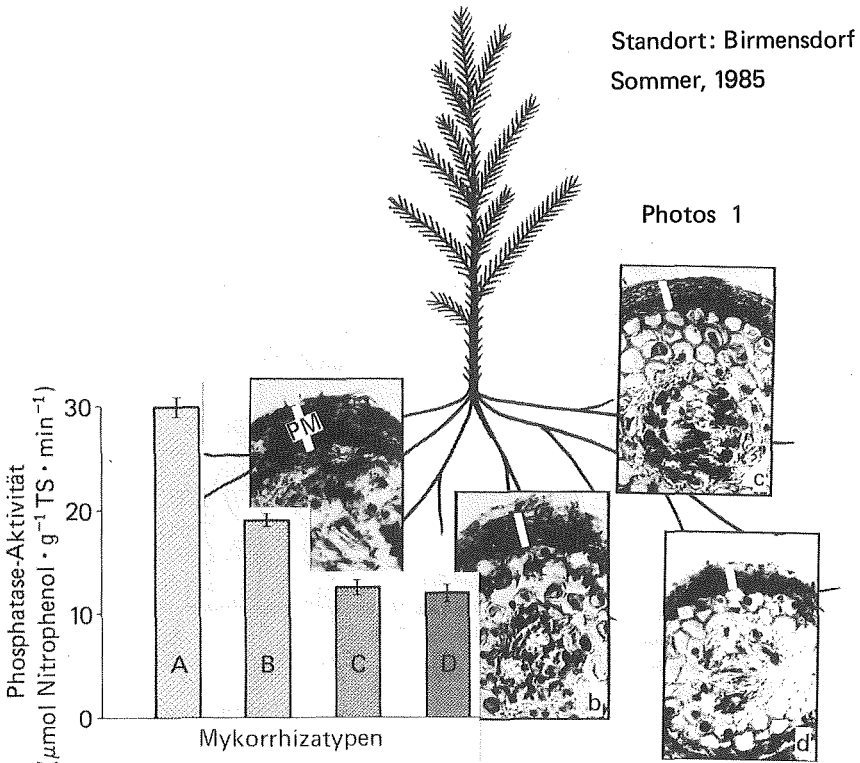 Standort: Birmensdorf
Sommer, 1985
Photos 1
Phosphatase-Aktivität
(µmol Nitrophenol · g⁻¹ TS · min⁻¹)
30
20
10
0
A
B
C
D
Mykorrhizatypen
PM
b
c
d